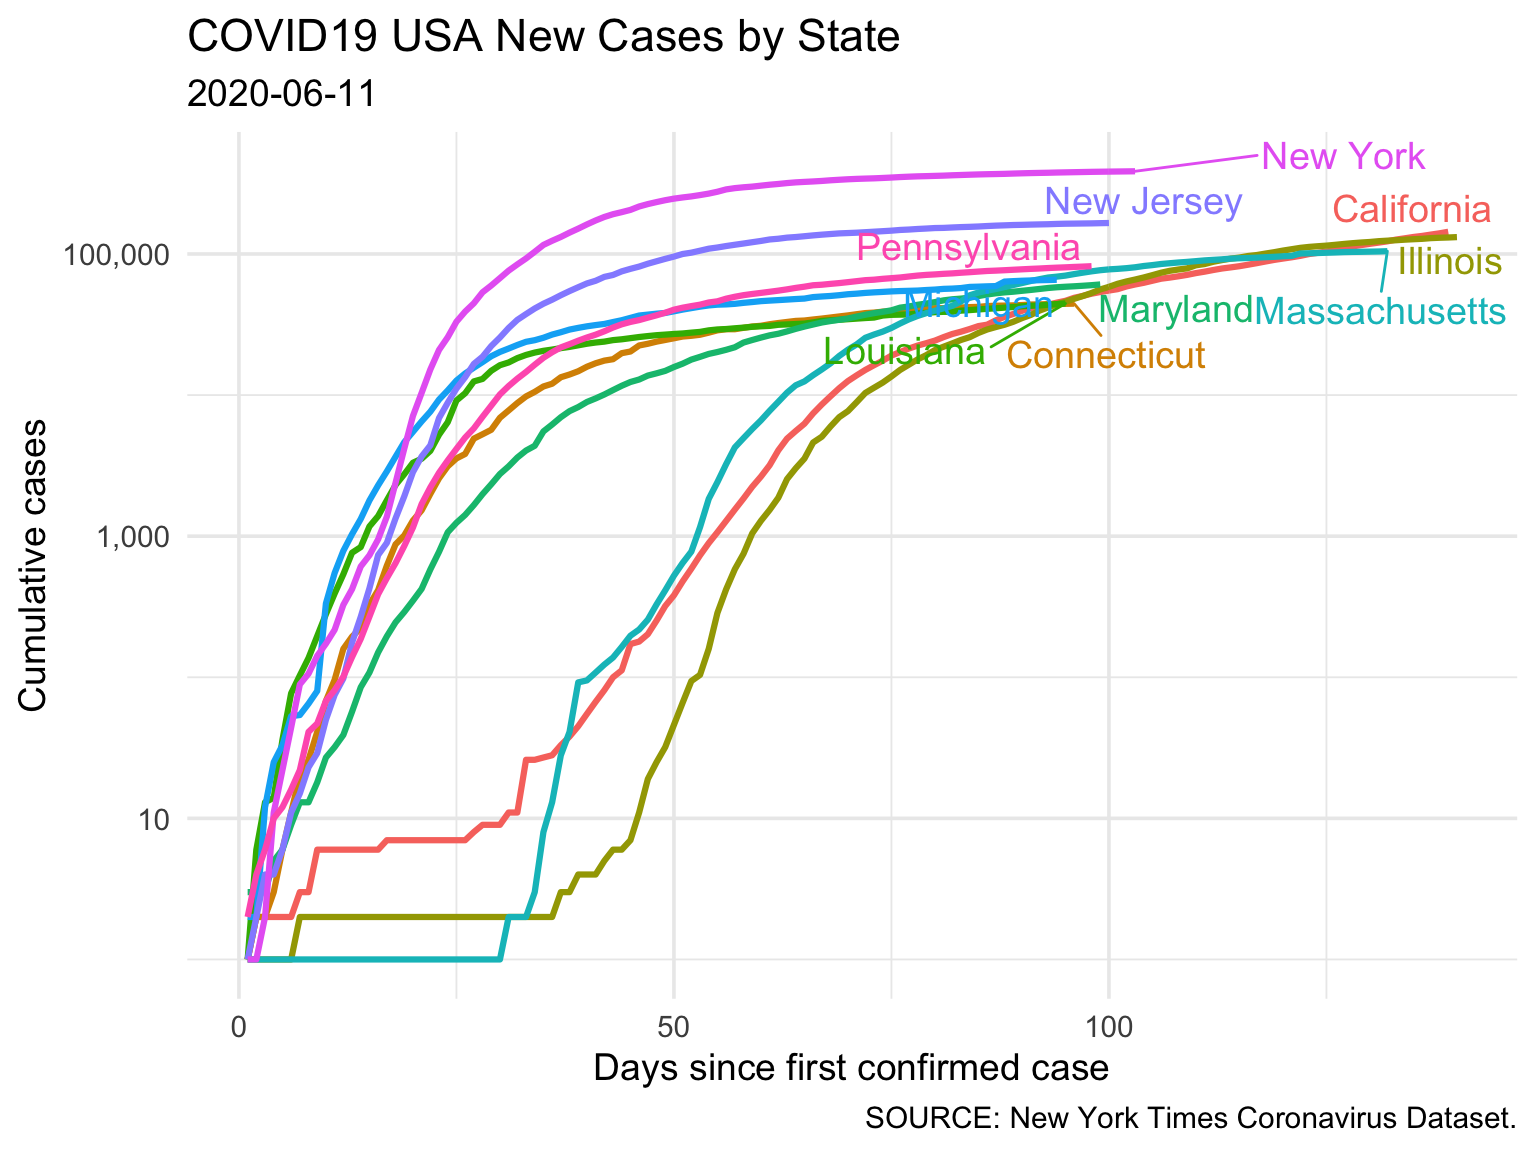 COVID19 USA New Cases by State
2020-06-11
New York
New Jersey
California
Pennsylvania
Illinois
Michigan
Maryland
Massachusetts
Louisiana
Connecticut
100,000
1,000
10
Cumulative cases
0
50
100
Days since first confirmed case
SOURCE: New York Times Coronavirus Dataset.